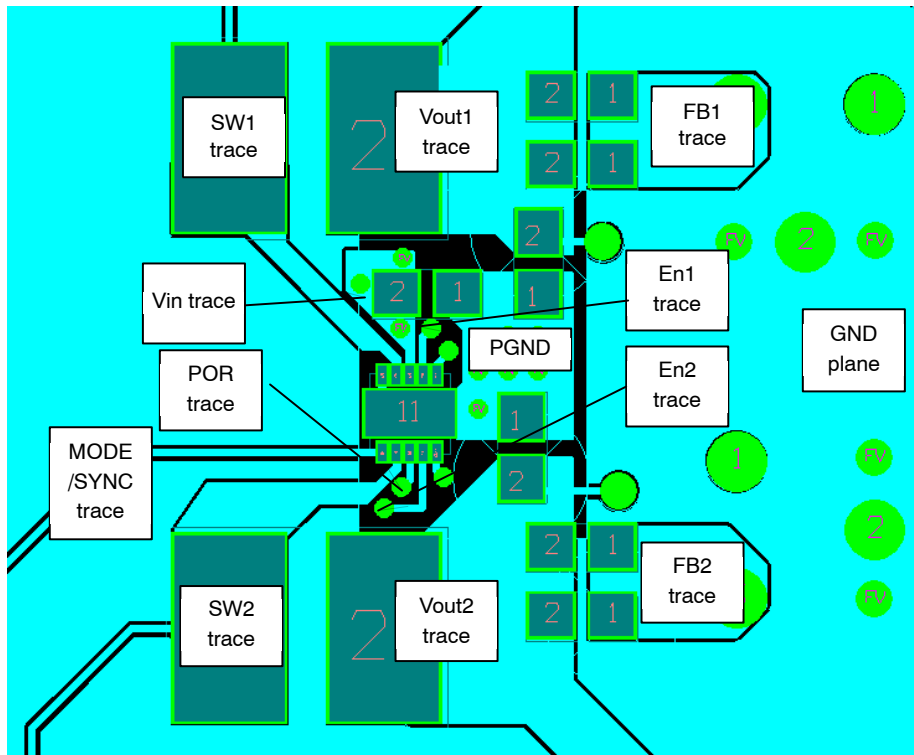 SW1
trace
2
Vout1
trace
2
1
FB1
trace
1
2
1
2
FV
2
FV
FV
Vin trace
2
1
1
En1
trace
FV
PGND
GND
plane
POR
trace
11
1
En2
trace
MODE
/SYNC
trace
FV
2
1
FV
2
FV
SW2
trace
2
Vout2
trace
2
1
2
1
FB2
trace